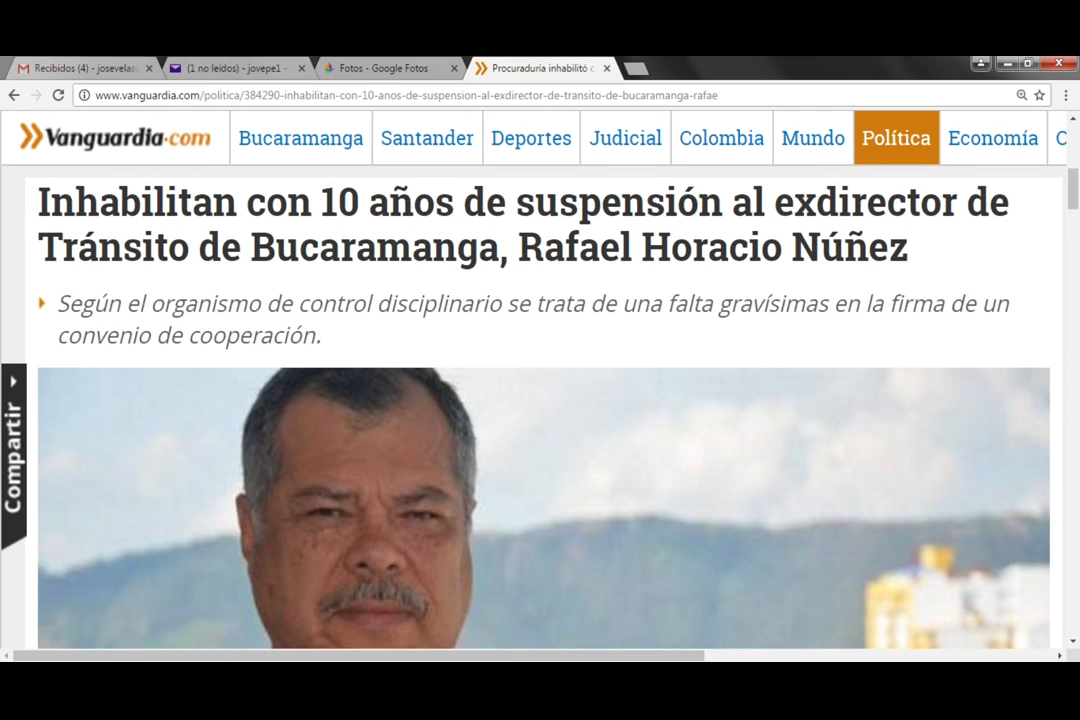 Recibidos (4) - josevelas
(1 no leídos) - jovepe1 -
Fotos - Google Fotos
Procuraduría inhabilitó c
www.vanguardia.com/politica/384290-inhabilitan-con-10-anos-de-suspension-al-exdirector-de-transito-de-bucaramanga-rafae
Vanguardia.com
Bucaramanga
Santander
Deportes
Judicial
Colombia
Mundo
Política
Economía
Inhabilitan con 10 años de suspensión al exdirector de
Tránsito de Bucaramanga, Rafael Horacio Núñez
Según el organismo de control disciplinario se trata de una falta gravísimas en la firma de un
convenio de cooperación.
Compartir